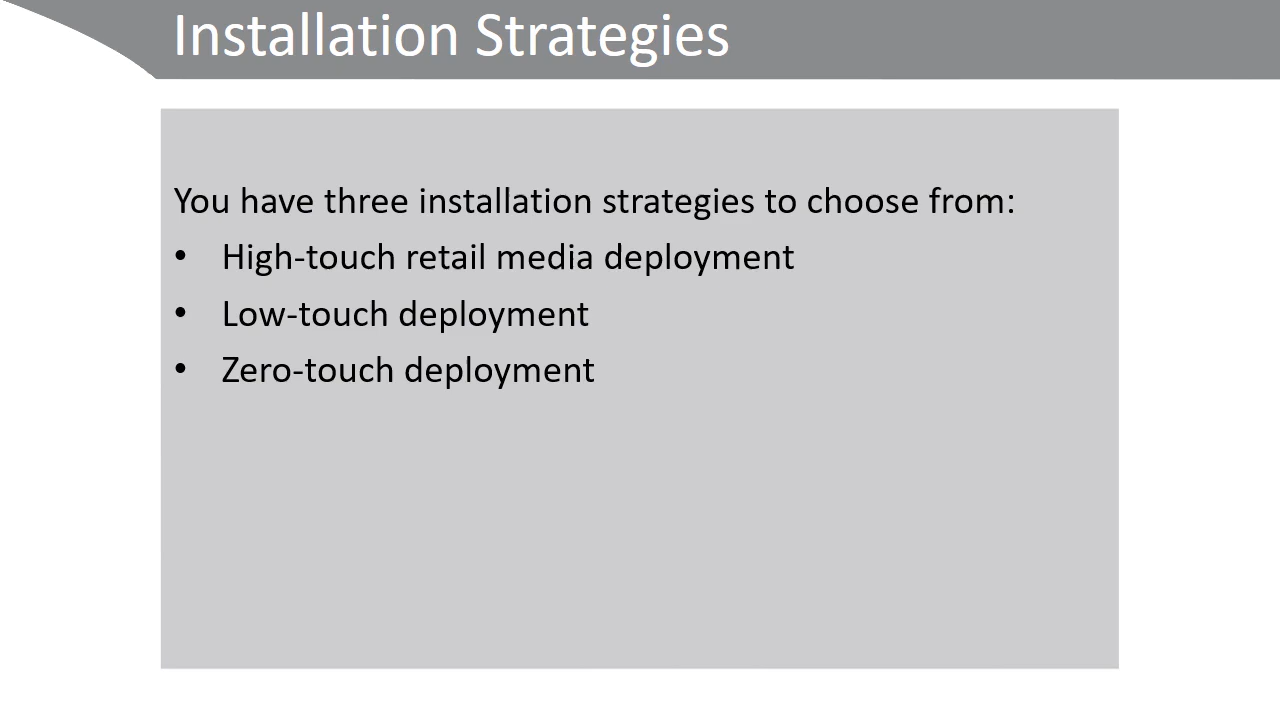 Installation Strategies
You have three installation strategies to choose from:
• High-touch retail media deployment
• Low-touch deployment
• Zero-touch deployment